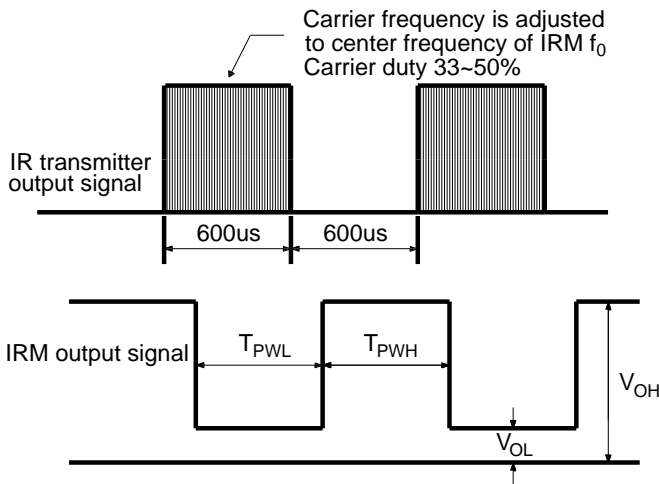 Carrier frequency is adjusted
to center frequency of IRM f0
Carrier duty 33~50%
IR transmitter
output signal
600us
600us
IRM output signal
TPWL
TPWH
VOH
VOL